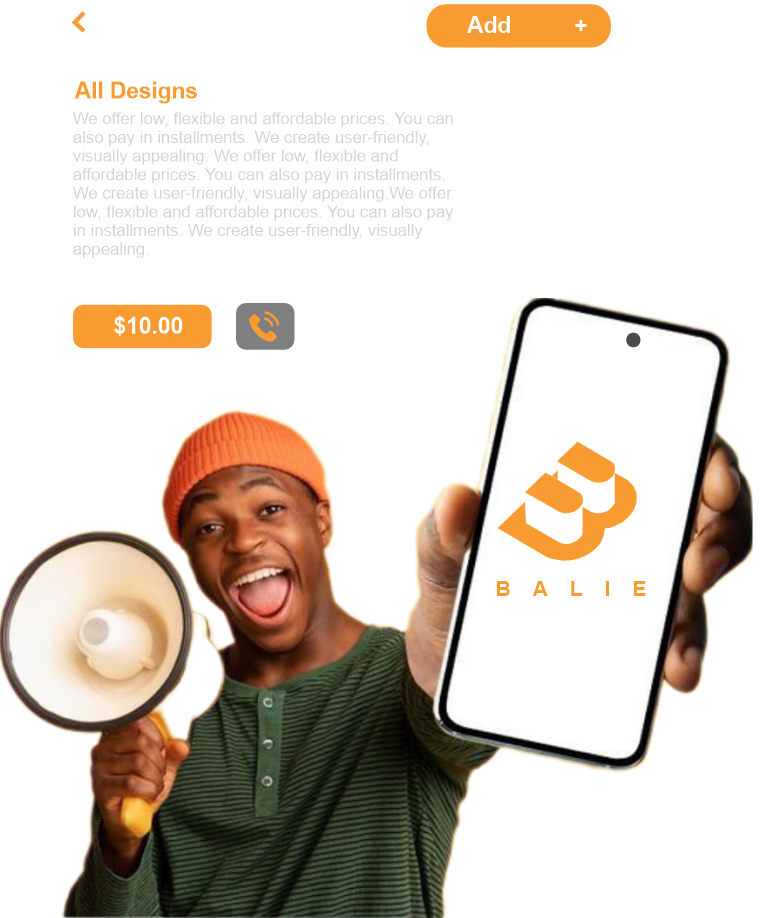 Add +
All Designs
We offer low, flexible and affordable prices. You can
also pay in installments. We create user-friendly,
visually appealing. We offer low, flexible and
affordable prices. You can also pay in installments.
We create user-friendly, visually appealing.We offer
low, flexible and affordable prices. You can also pay
in installments. We create user-friendly, visually
appealing.
$10.00
BALIE